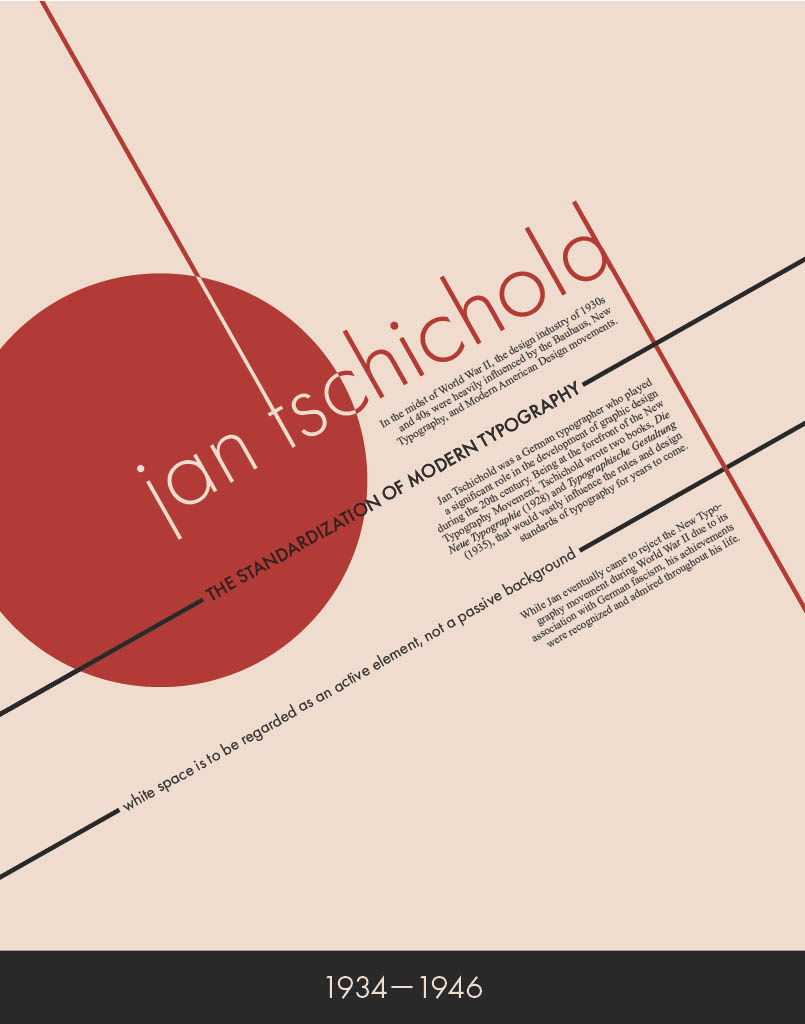 jan tschichold
In the midst of World War II, the design industry of 1930s
and 40s were heavily influenced by the Bauhaus, New
Typography, and Modern American Design movements.
THE STANDARDIZATION OF MODERN TYPOGRAPHY
Jan Tschichold was a German typographer who played
a significant role in the development of graphic design
during the 20th century. Being at the forefront of the New
Typography Movement, Tschichold wrote two books, Die
Neue Typographie (1928) and Typographische Gestaltung
(1935), that would vastly influence the rules and design
standards of typography for years to come.
white space is to be regarded as an active element, not a passive background
While Jan eventually came to reject the New Typo-
graphy movement during World War II due to its
association with German fascism, his achievements
were recognized and admired throughout his life.
1934—1946